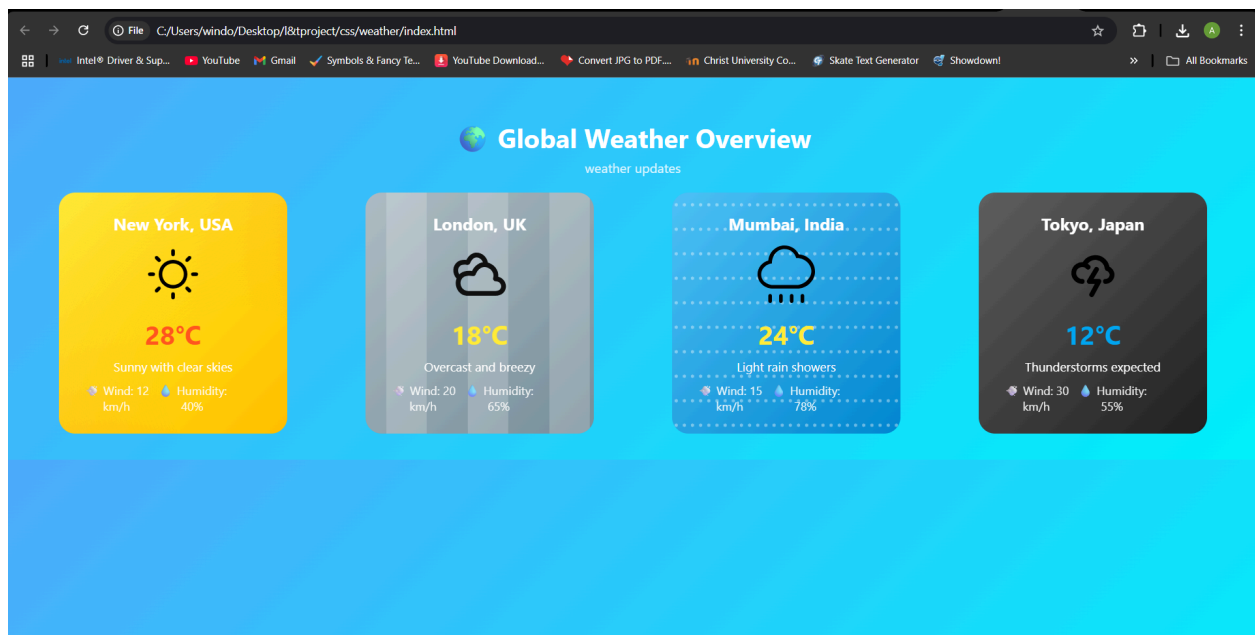 File C:/Users/windo/Desktop/l&tproject/css/weather/index.html A
Intel® Driver & Sup... YouTube Gmail Symbols & Fancy Te... YouTube Download... Convert JPG to PDF.... Christ University Co... Skate Text Generator Showdown! » All Bookmarks
Global Weather Overview
weather updates
New York, USA
28°C
Sunny with clear skies
Wind: 12 km/h
Humidity: 40%
London, UK
18°C
Overcast and breezy
Wind: 20 km/h
Humidity: 65%
Mumbai, India
24°C
Light rain showers
Wind: 15 km/h
Humidity: 78%
Tokyo, Japan
12°C
Thunderstorms expected
Wind: 30 km/h
Humidity: 55%